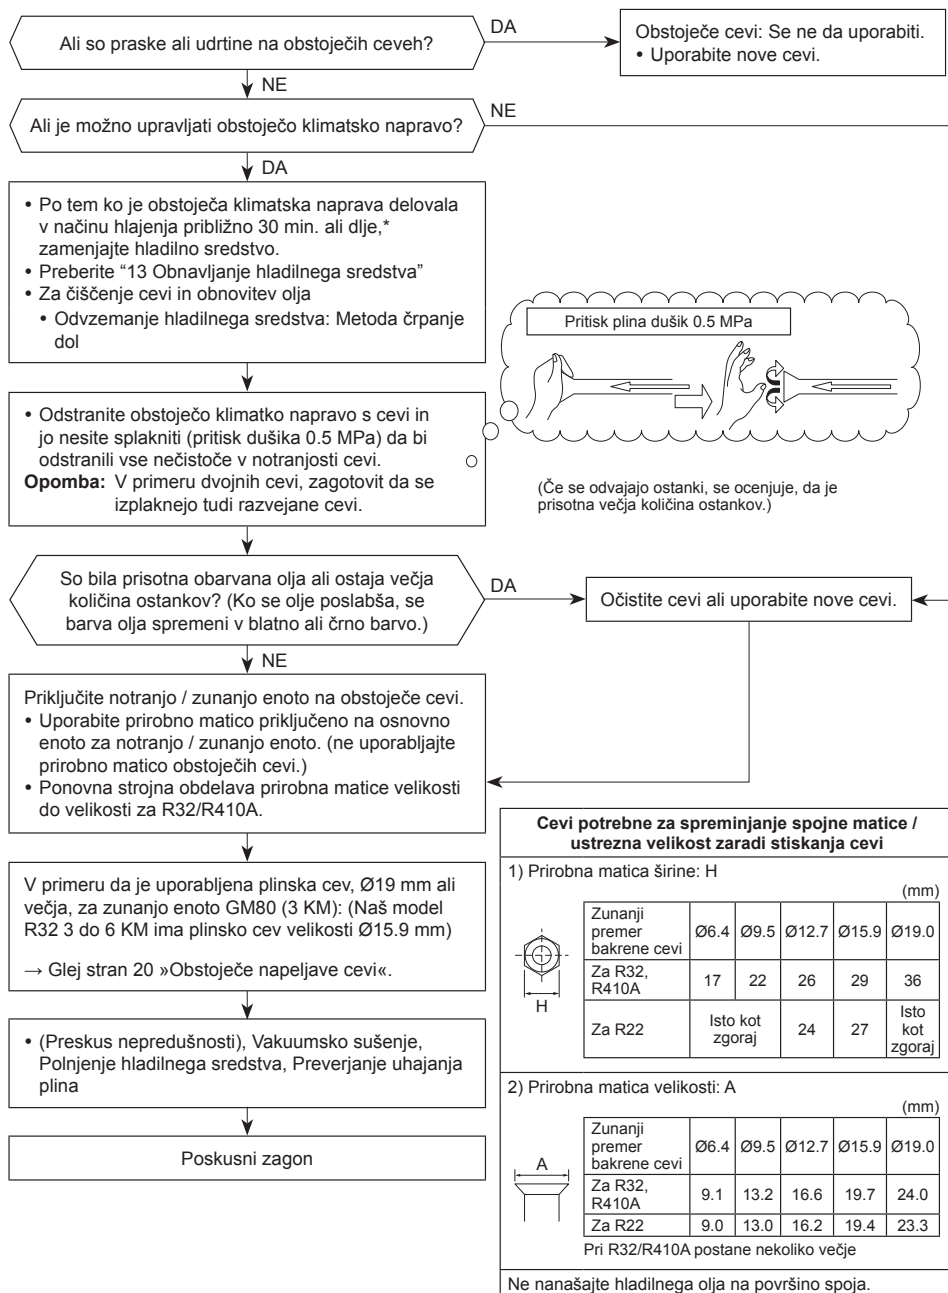 Ali so praske ali udrtine na obstoječih ceveh?
DA
Obstoječe cevi: Se ne da uporabiti.
• Uporabite nove cevi.
NE
Ali je možno upravljati obstoječo klimatsko napravo?
NE
DA
• Po tem ko je obstoječa klimatska naprava delovala
v načinu hlajenja približno 30 min. ali dlje,*
zamenjajte hladilno sredstvo.
• Preberite “13 Obnavljanje hladilnega sredstva”
• Za čiščenje cevi in obnovitev olja
• Odvzemanje hladilnega sredstva: Metoda črpanje
dol
Pritisk plina dušik 0.5 MPa
• Odstranite obstoječo klimatko napravo s cevi in
jo nesite splakniti (pritisk dušika 0.5 MPa) da bi
odstranili vse nečistoče v notranjosti cevi.
Opomba: V primeru dvojnih cevi, zagotovit da se
izplaknejo tudi razvejane cevi.
(Če se odvajajo ostanki, se ocenjuje, da je
prisotna večja količina ostankov.)
So bila prisotna obarvana olja ali ostaja večja
količina ostankov? (Ko se olje poslabša, se
barva olja spremeni v blatno ali črno barvo.)
DA
Očistite cevi ali uporabite nove cevi.
NE
Priključite notranjo / zunanjo enoto na obstoječe cevi.
• Uporabite prirobno matico priključeno na osnovno
enoto za notranjo / zunanjo enoto. (ne uporabljajte
prirobno matico obstoječih cevi.)
• Ponovna strojna obdelava prirobna matice velikosti
do velikosti za R32/R410A.
V primeru da je uporabljena plinska cev, Ø19 mm ali
večja, za zunanjo enoto GM80 (3 KM): (Naš model
R32 3 do 6 KM ima plinsko cev velikosti Ø15.9 mm)
→ Glej stran 20 »Obstoječe napeljave cevi«.
• (Preskus nepredušnosti), Vakuumsko sušenje,
Polnjenje hladilnega sredstva, Preverjanje uhajanja
plina
Poskusni zagon
Cevi potrebne za spreminjanje spojne matice /
ustrezna velikost zaradi stiskanja cevi
1) Prirobna matica širine: H
(mm)
H
Zunanji
premer
bakrene cevi
Ø6.4 Ø9.5 Ø12.7 Ø15.9 Ø19.0
Za R32,
R410A
17 22 26 29 36
Za R22
Isto kot
zgoraj
24 27
Isto
kot
zgoraj
2) Prirobna matica velikosti: A
(mm)
A
Zunanji
premer
bakrene cevi
Ø6.4 Ø9.5 Ø12.7 Ø15.9 Ø19.0
Za R32,
R410A
9.1 13.2 16.6 19.7 24.0
Za R22 9.0 13.0 16.2 19.4 23.3
Pri R32/R410A postane nekoliko večje
Ne nanašajte hladilnega olja na površino spoja.